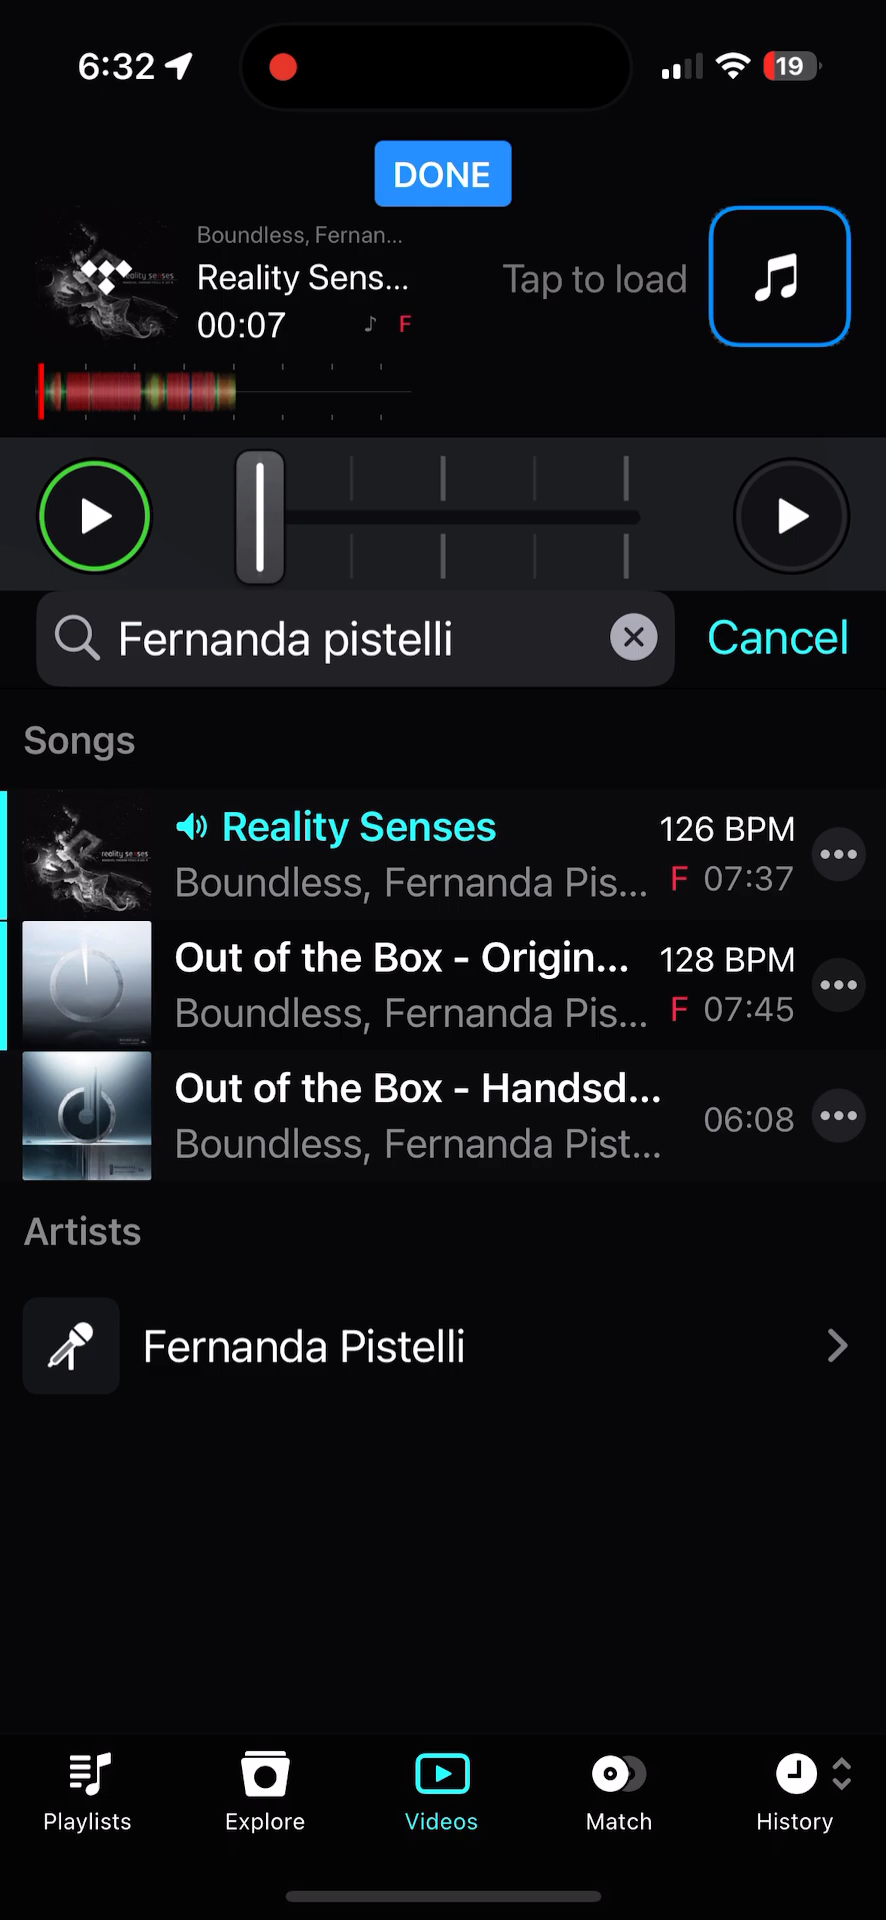 6:32
19
DONE
Boundless, Fernan...
Reality Sens...
00:07
F
Tap to load
Fernanda pistelli
Cancel
Songs
Reality Senses
126 BPM
Boundless, Fernanda Pis...
F 07:37
Out of the Box - Origin...
128 BPM
Boundless, Fernanda Pis...
F 07:45
Out of the Box - Handsd...
Boundless, Fernanda Pist...
06:08
Artists
Fernanda Pistelli
Playlists
Explore
Videos
Match
History